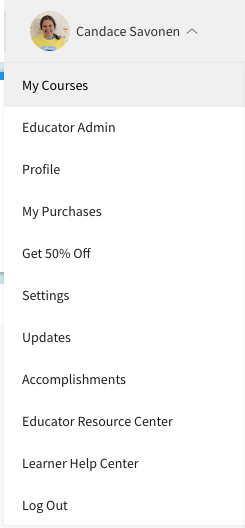 Candace Savonen
My Courses
Educator Admin
Profile
My Purchases
Get 50% Off
Settings
Updates
Accomplishments
Educator Resource Center
Learner Help Center
Log Out